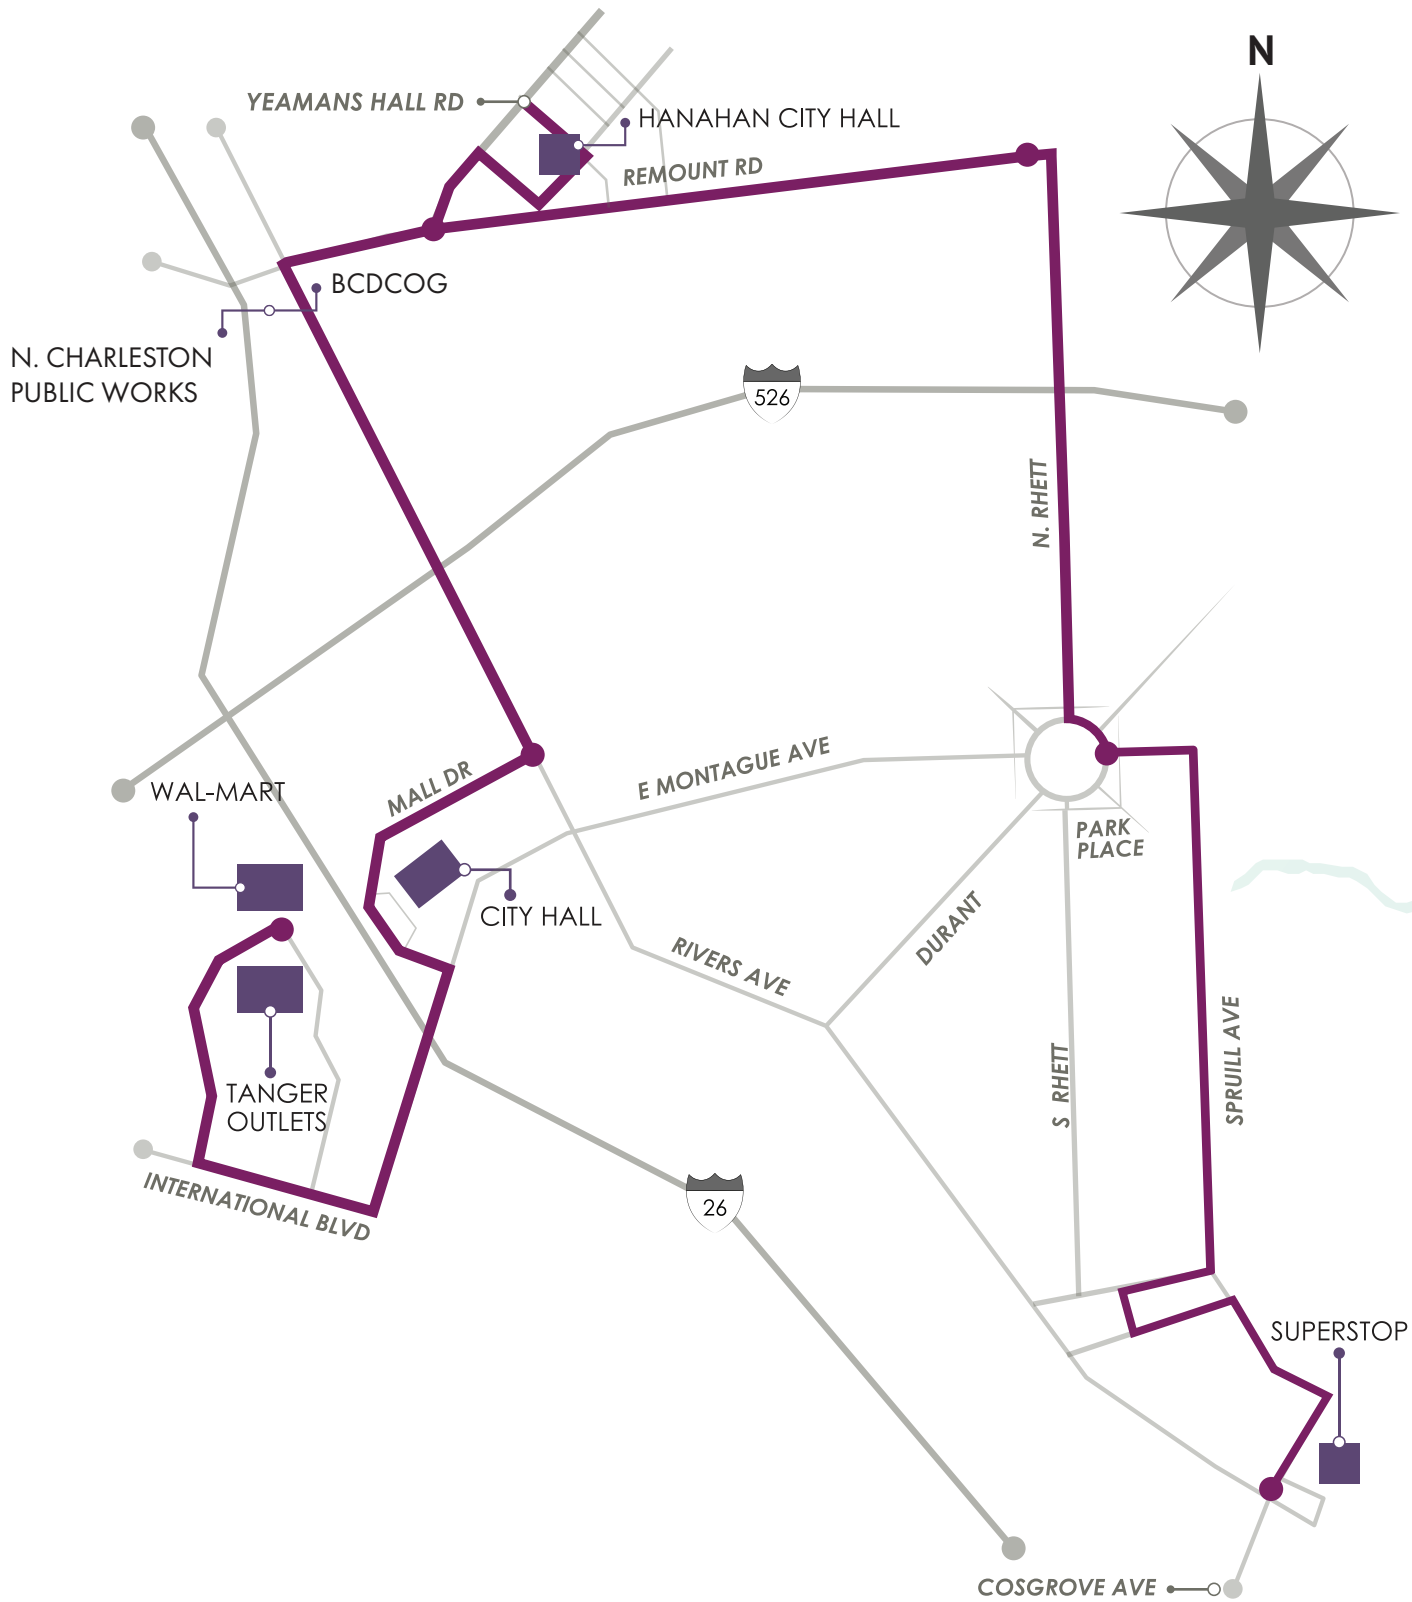 N
YEAMANS HALL RD
HANAHAN CITY HALL
REMOUNT RD
BCDCOG
N. CHARLESTON
PUBLIC WORKS
526
N. RHETT
E MONTAGUE AVE
MALL DR
WAL-MART
PARK
PLACE
CITY HALL
DURANT
RIVERS AVE
SPRUILL AVE
S RHETT
TANGER
OUTLETS
INTERNATIONAL BLVD
26
SUPERSTOP
COSGROVE AVE